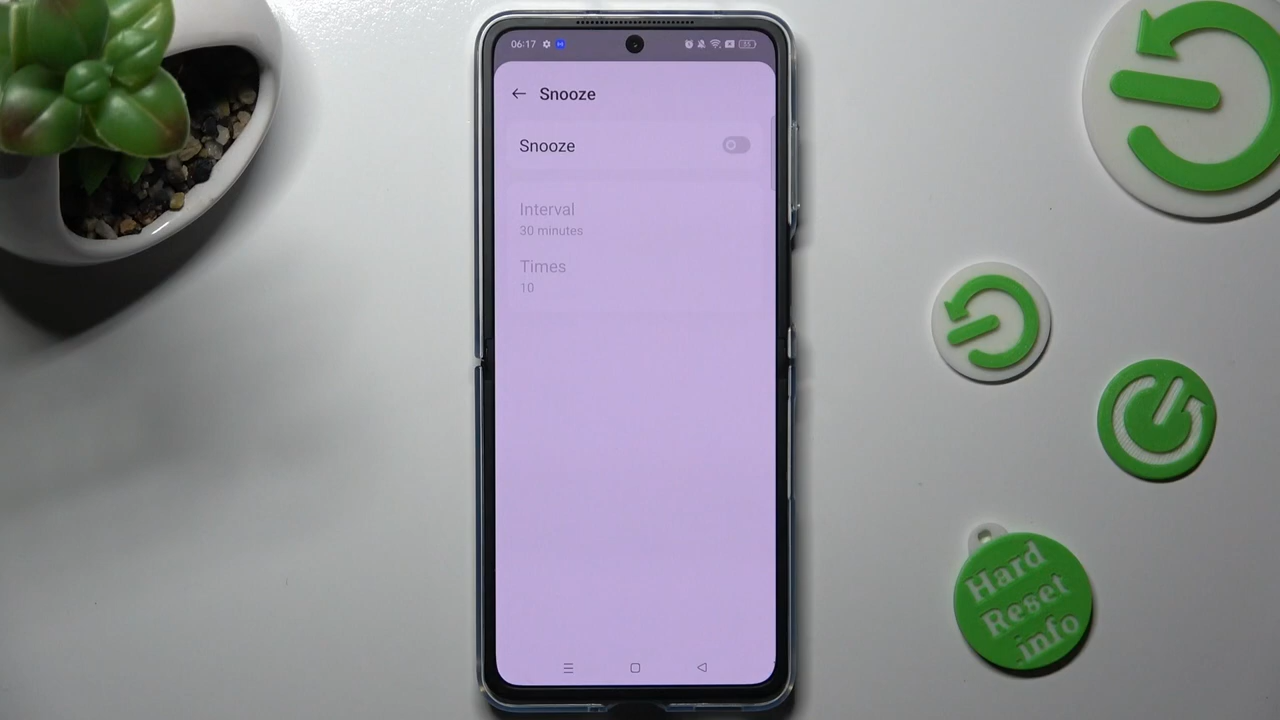 06:17
Snooze
Snooze
Interval
30 minutes
Times
10
Hard
Reset
.info